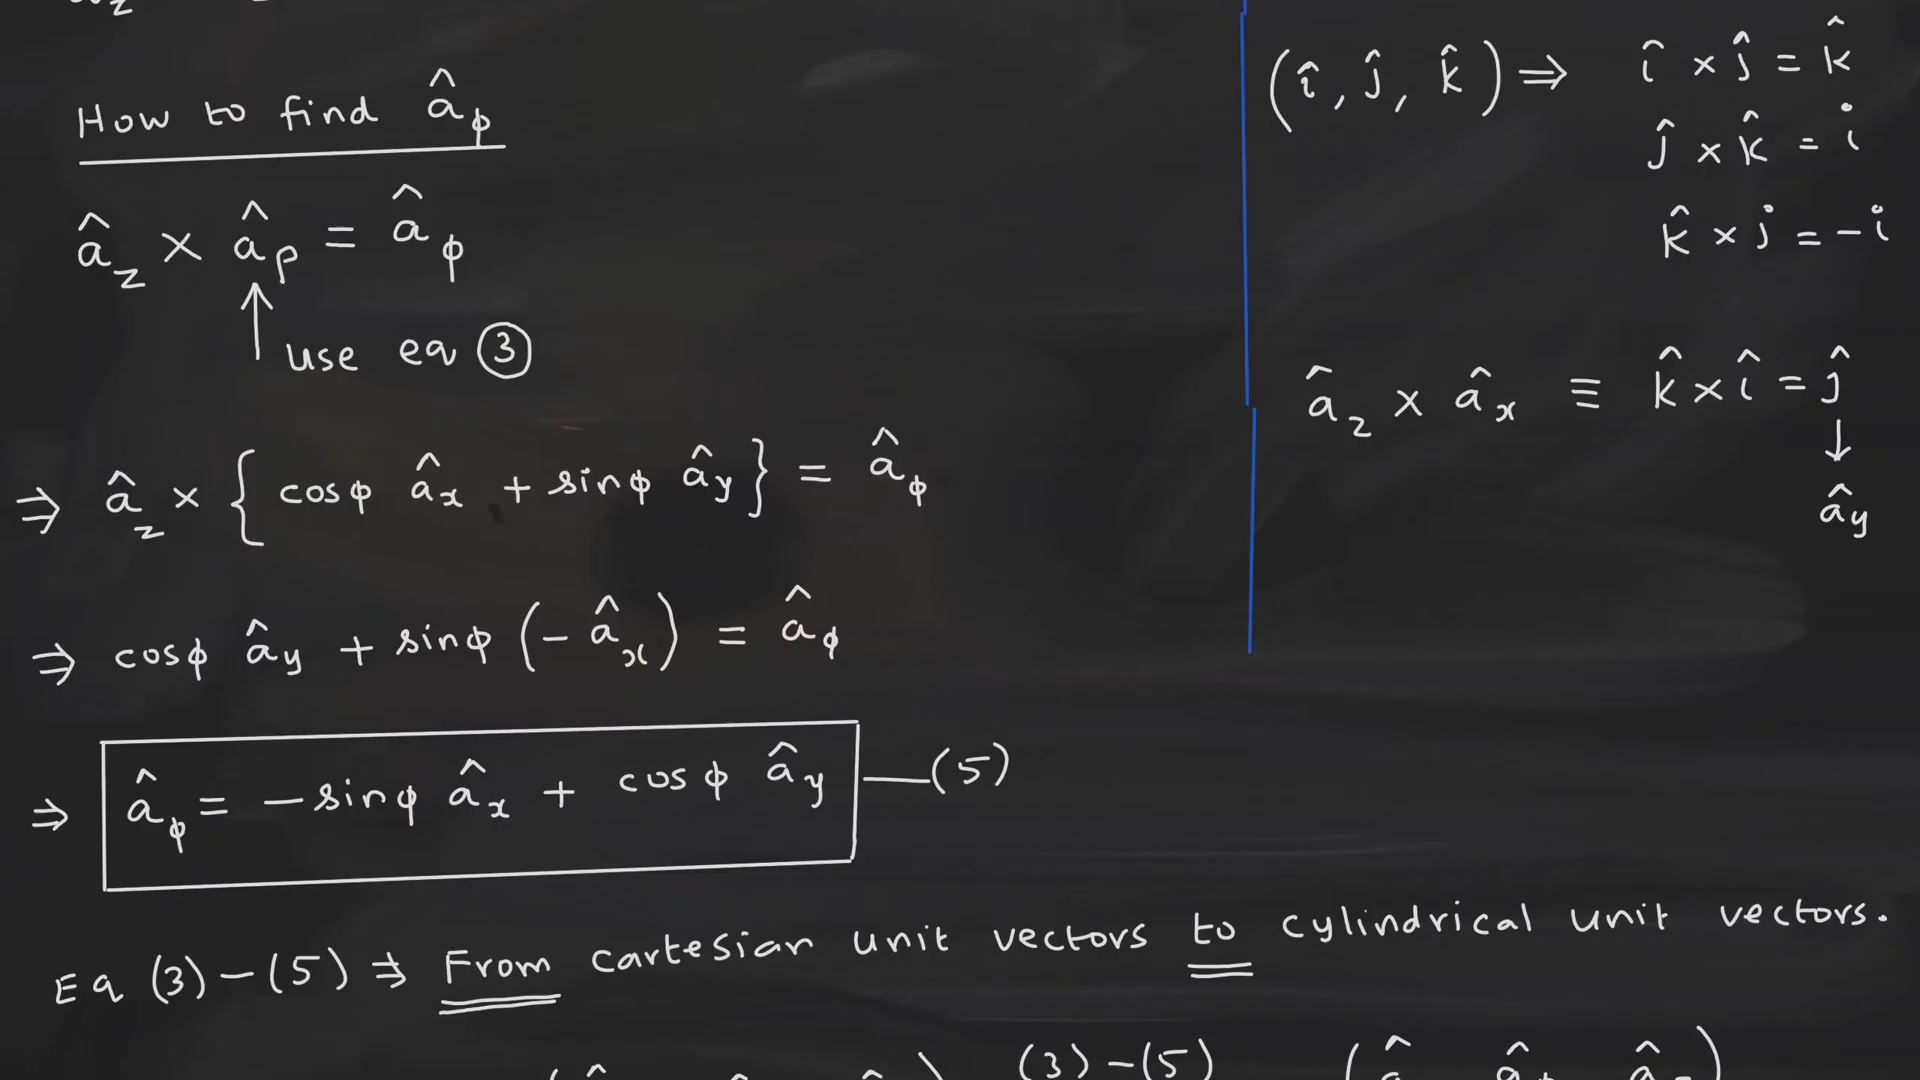 How to find â_ϕ
â_z × â_ρ = â_ϕ
↑ use eq ③
⇒ â_z × { cosϕ â_x + sinϕ â_y } = â_ϕ
⇒ cosϕ â_y + sinϕ (- â_x) = â_ϕ
⇒ â_ϕ = - sinϕ â_x + cosϕ â_y —(5)
(î, ĵ, k̂) ⇒ î × ĵ = k̂
ĵ × k̂ = i
k̂ × j = - i
â_z × â_x ≡ k̂ × î = ĵ
↓
â_y
Eq (3) - (5) ⇒ From cartesian unit vectors to cylindrical unit vectors.
(3) - (5)